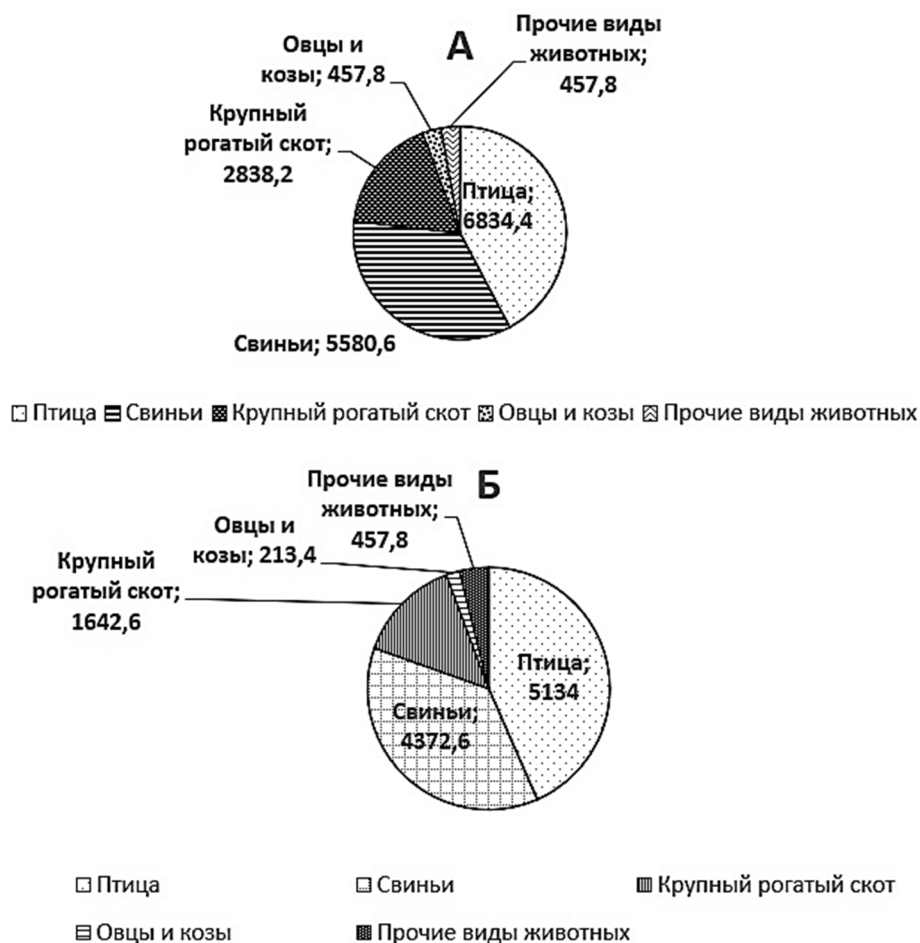 А
Овцы и
козы; 457,8
Прочие виды
животных;
457,8
Крупный
рогатый скот;
2838,2
Птица;
6834,4
Свиньи; 5580,6
Птица Свиньи Крупный рогатый скот Овцы и козы Прочие виды животных
Б
Прочие виды
животных;
457,8
Овцы и
козы; 213,4
Крупный
рогатый скот;
1642,6
Птица;
5134
Свиньи;
4372,6
Птица Свиньи Крупный рогатый скот
Овцы и козы Прочие виды животных